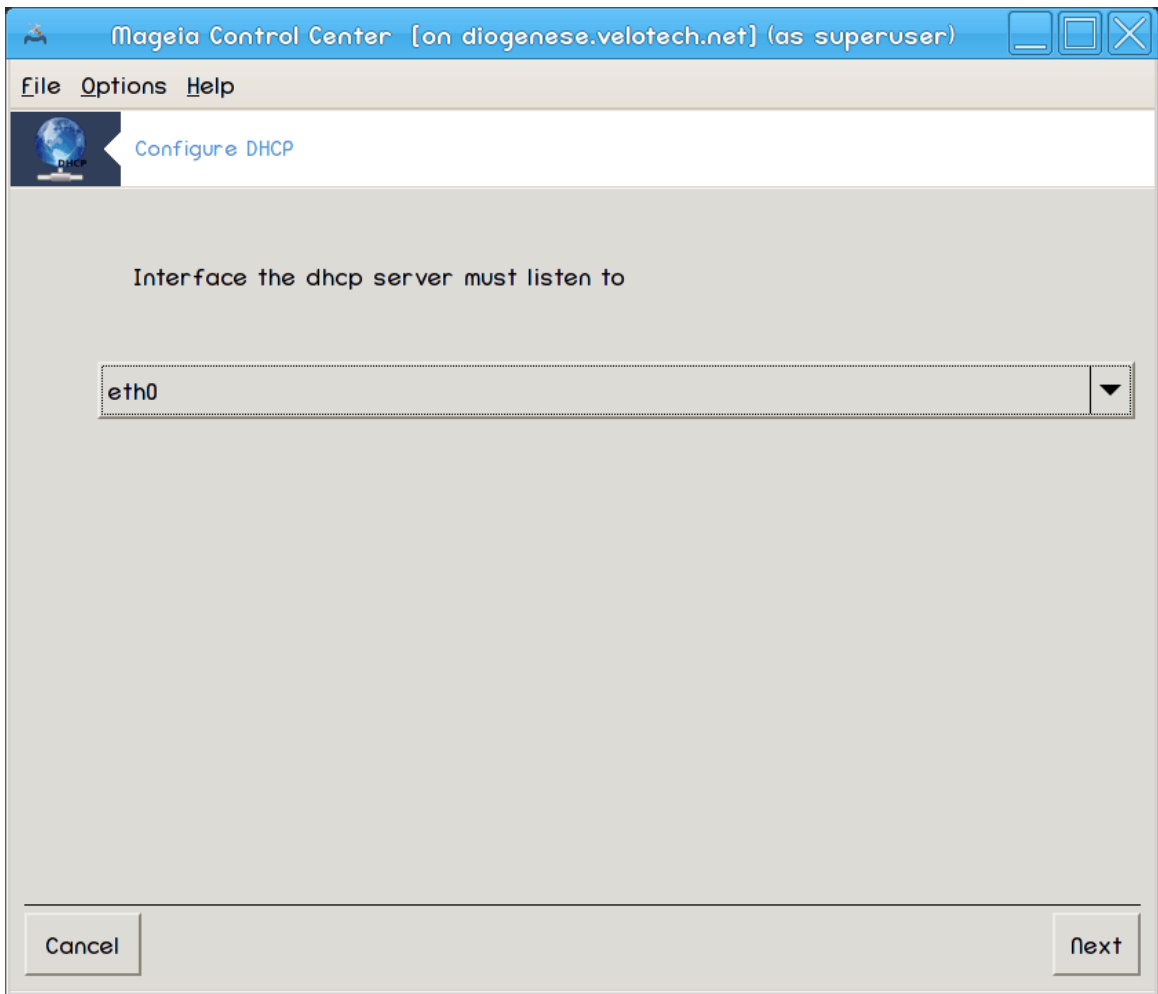 Mageia Control Center [on diogenese.velotech.net] (as superuser)
File Options Help
DHCP
Configure DHCP
Interface the dhcp server must listen to
eth0
Cancel
Next